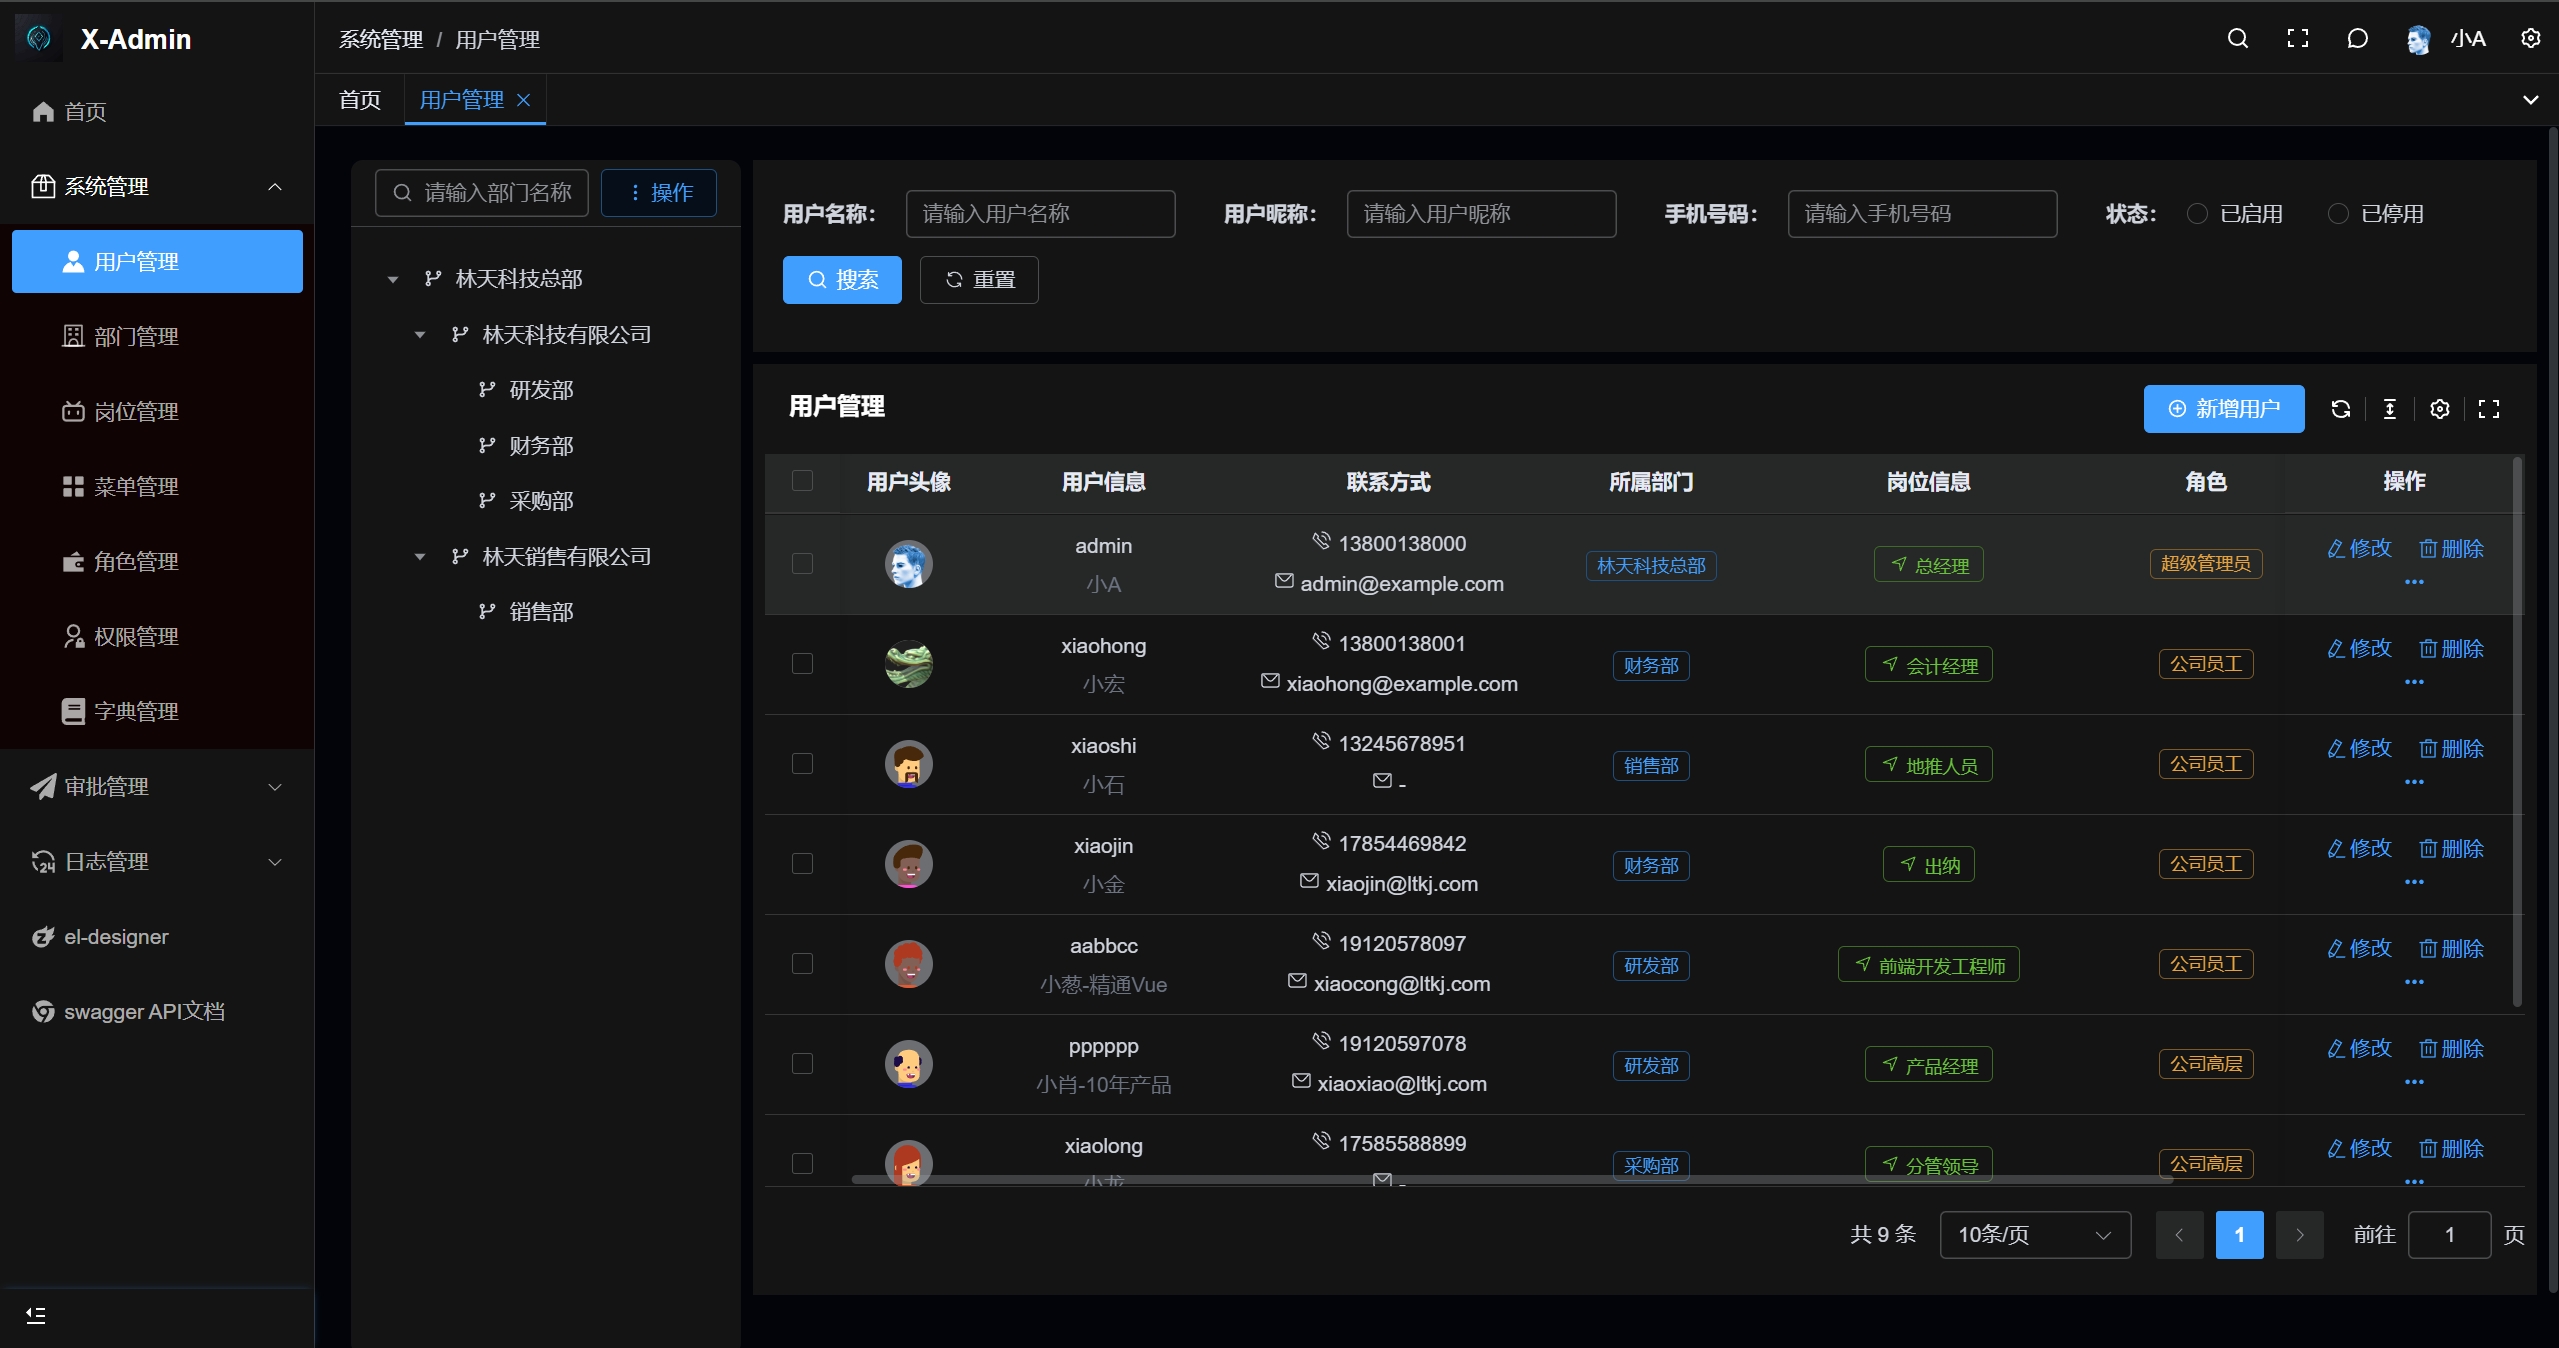 X-Admin
首页
系统管理
用户管理
部门管理
岗位管理
菜单管理
角色管理
权限管理
字典管理
审批管理
日志管理
el-designer
swagger API文档
系统管理 / 用户管理
小A
首页 用户管理
请输入部门名称 操作
林天科技总部
林天科技有限公司
研发部
财务部
采购部
林天销售有限公司
销售部
用户名称： 请输入用户名称 用户昵称： 请输入用户昵称 手机号码： 请输入手机号码 状态： 已启用 已停用
搜索 重置
用户管理 新增用户
用户头像 用户信息 联系方式 所属部门 岗位信息 角色 操作
admin 13800138000
小A admin@example.com 林天科技总部 总经理 超级管理员 修改 删除
xiaohong 13800138001
小宏 xiaohong@example.com 财务部 会计经理 公司员工 修改 删除
xiaoshi 13245678951
小石 - 销售部 地推人员 公司员工 修改 删除
xiaojin 17854469842
小金 xiaojin@ltkj.com 财务部 出纳 公司员工 修改 删除
aabbcc 19120578097
小葱-精通Vue xiaocong@ltkj.com 研发部 前端开发工程师 公司员工 修改 删除
pppppp 19120597078
小肖-10年产品 xiaoxiao@ltkj.com 研发部 产品经理 公司高层 修改 删除
xiaolong 17585588899
小龙 - 采购部 分管领导 公司高层 修改 删除
共 9 条 10条/页 1 前往 1 页